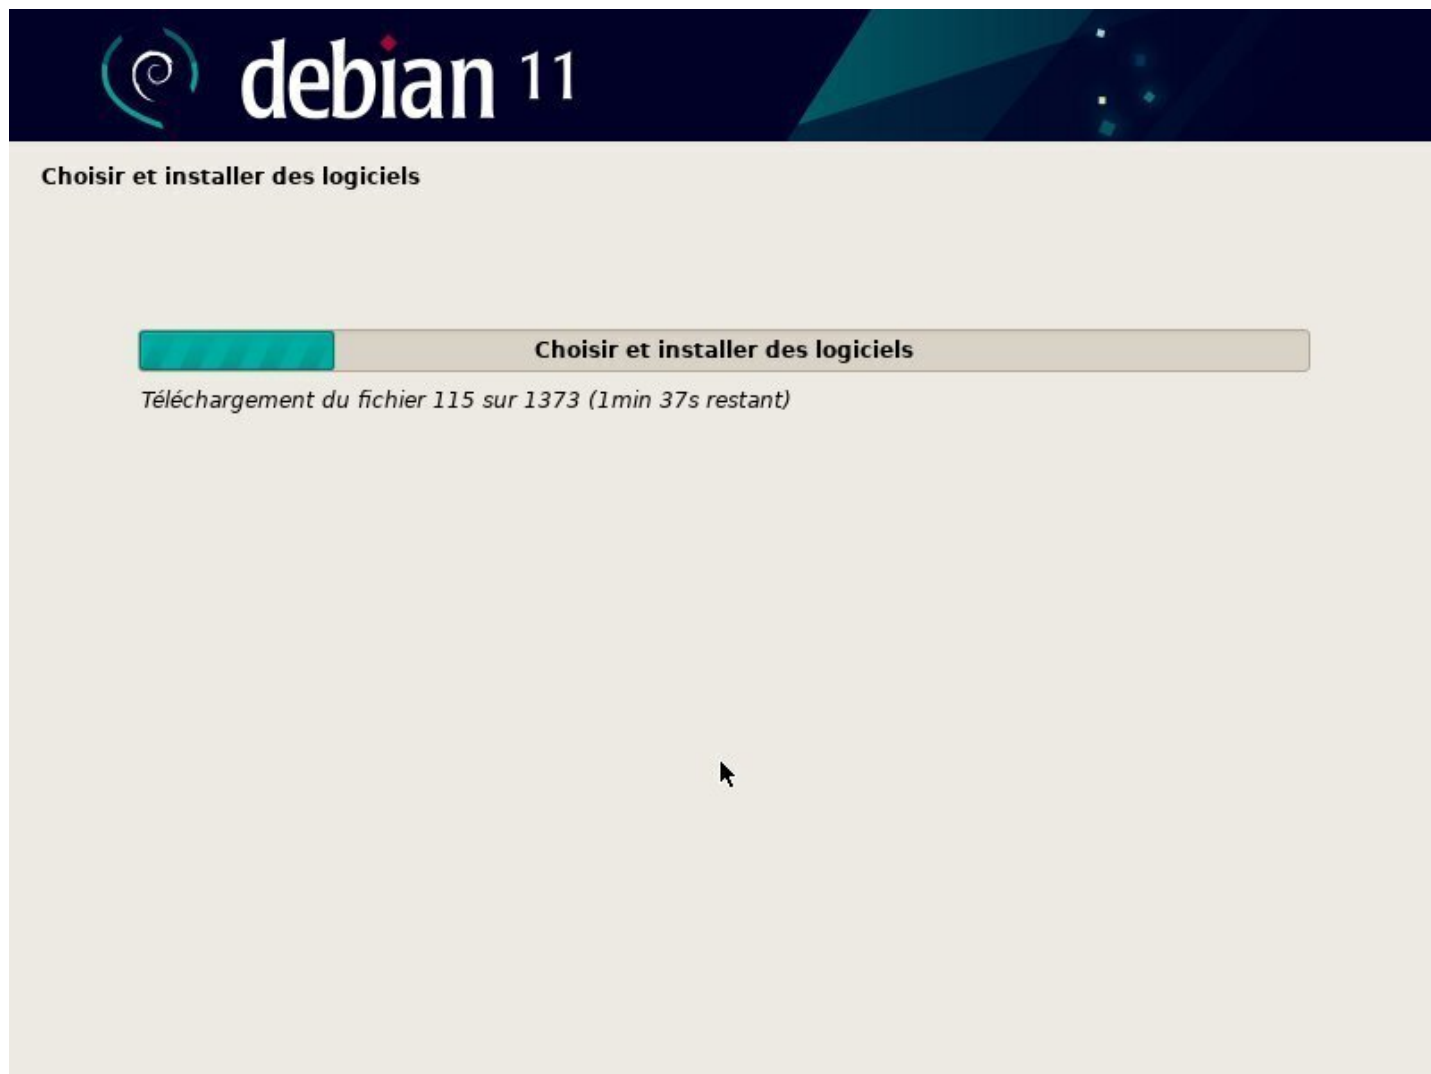 debian 11
Choisir et installer des logiciels
Choisir et installer des logiciels
Téléchargement du fichier 115 sur 1373 (1min 37s restant)